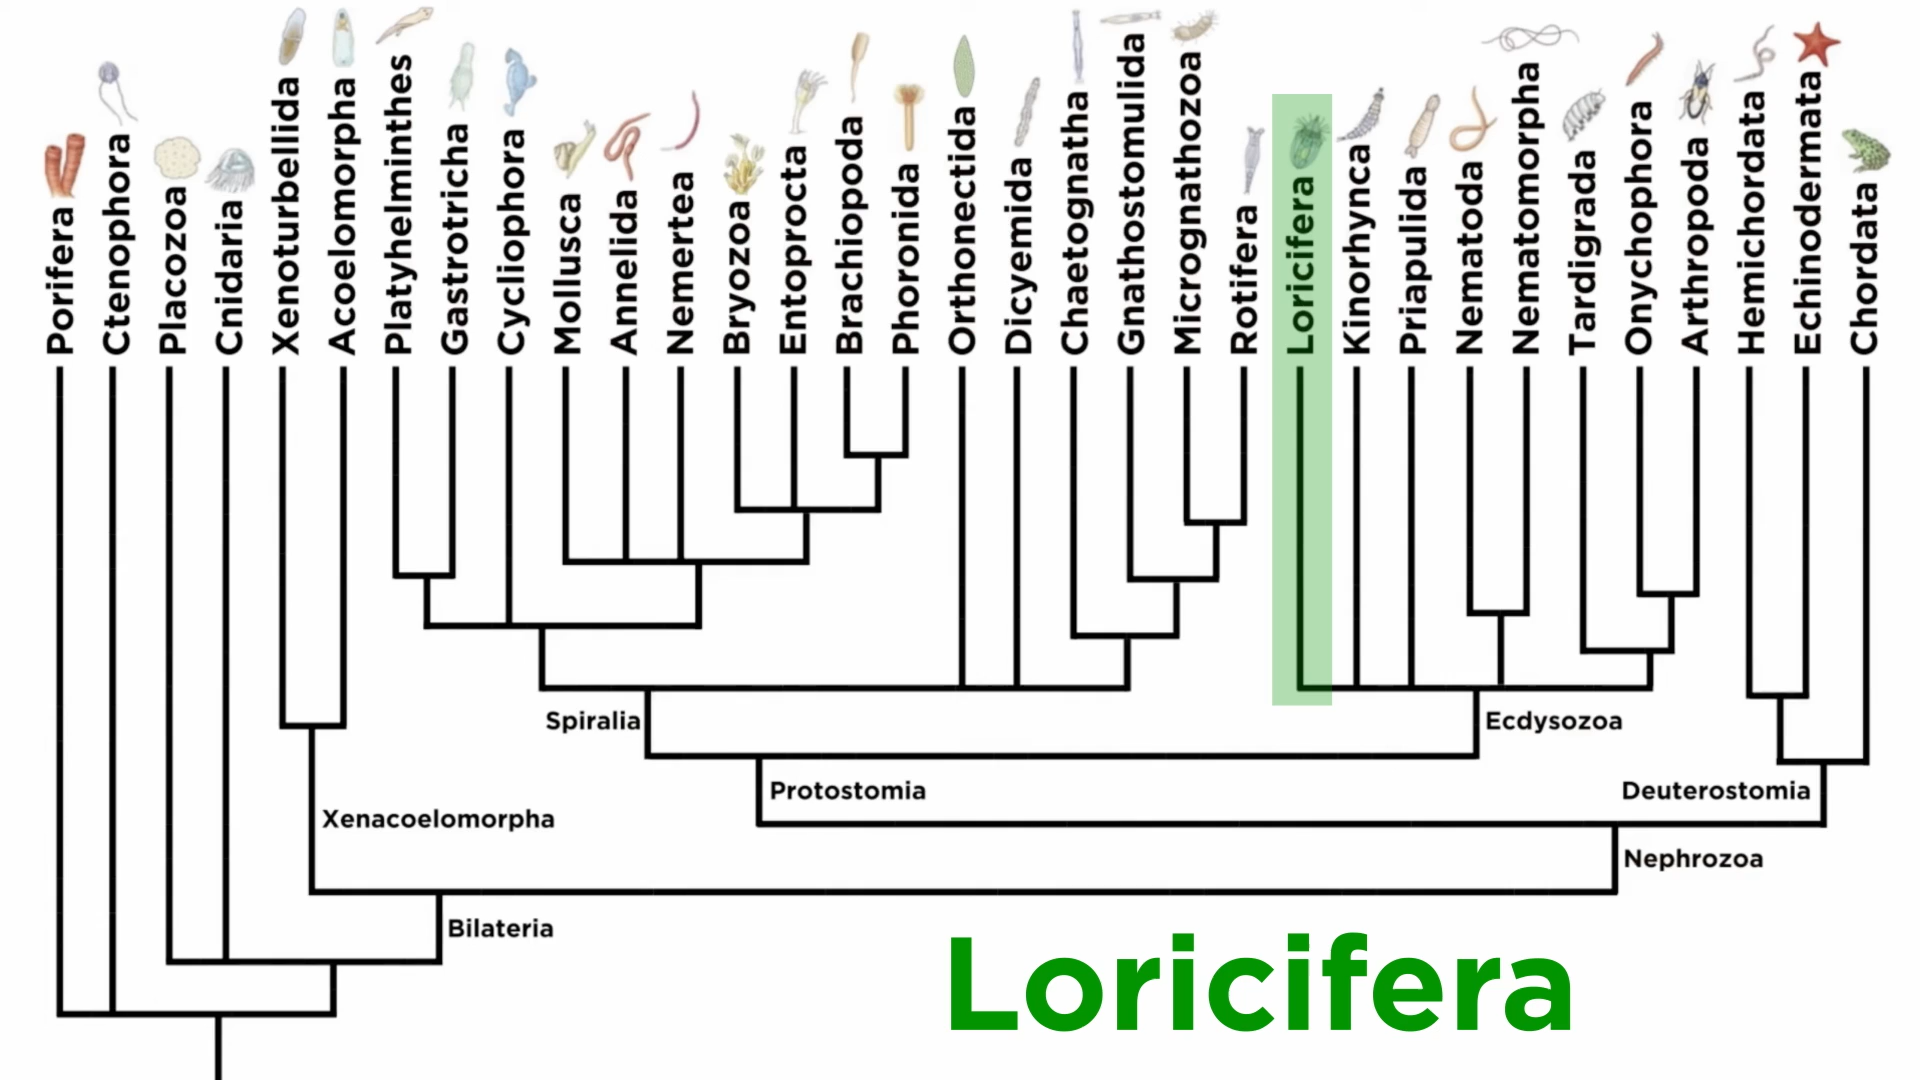 Porifera
Ctenophora
Placozoa
Cnidaria
Xenoturbellida
Acoelomorpha
Platyhelminthes
Gastrotricha
Cycliophora
Mollusca
Annelida
Nemertea
Bryozoa
Entoprocta
Brachiopoda
Phoronida
Orthonectida
Dicyemida
Chaetognatha
Gnathostomulida
Micrognathozoa
Rotifera
Loricifera
Kinorhynca
Priapulida
Nematoda
Nematomorpha
Tardigrada
Onychophora
Arthropoda
Hemichordata
Echinodermata
Chordata
Spiralia
Ecdysozoa
Protostomia
Deuterostomia
Xenacoelomorpha
Nephrozoa
Bilateria
Loricifera